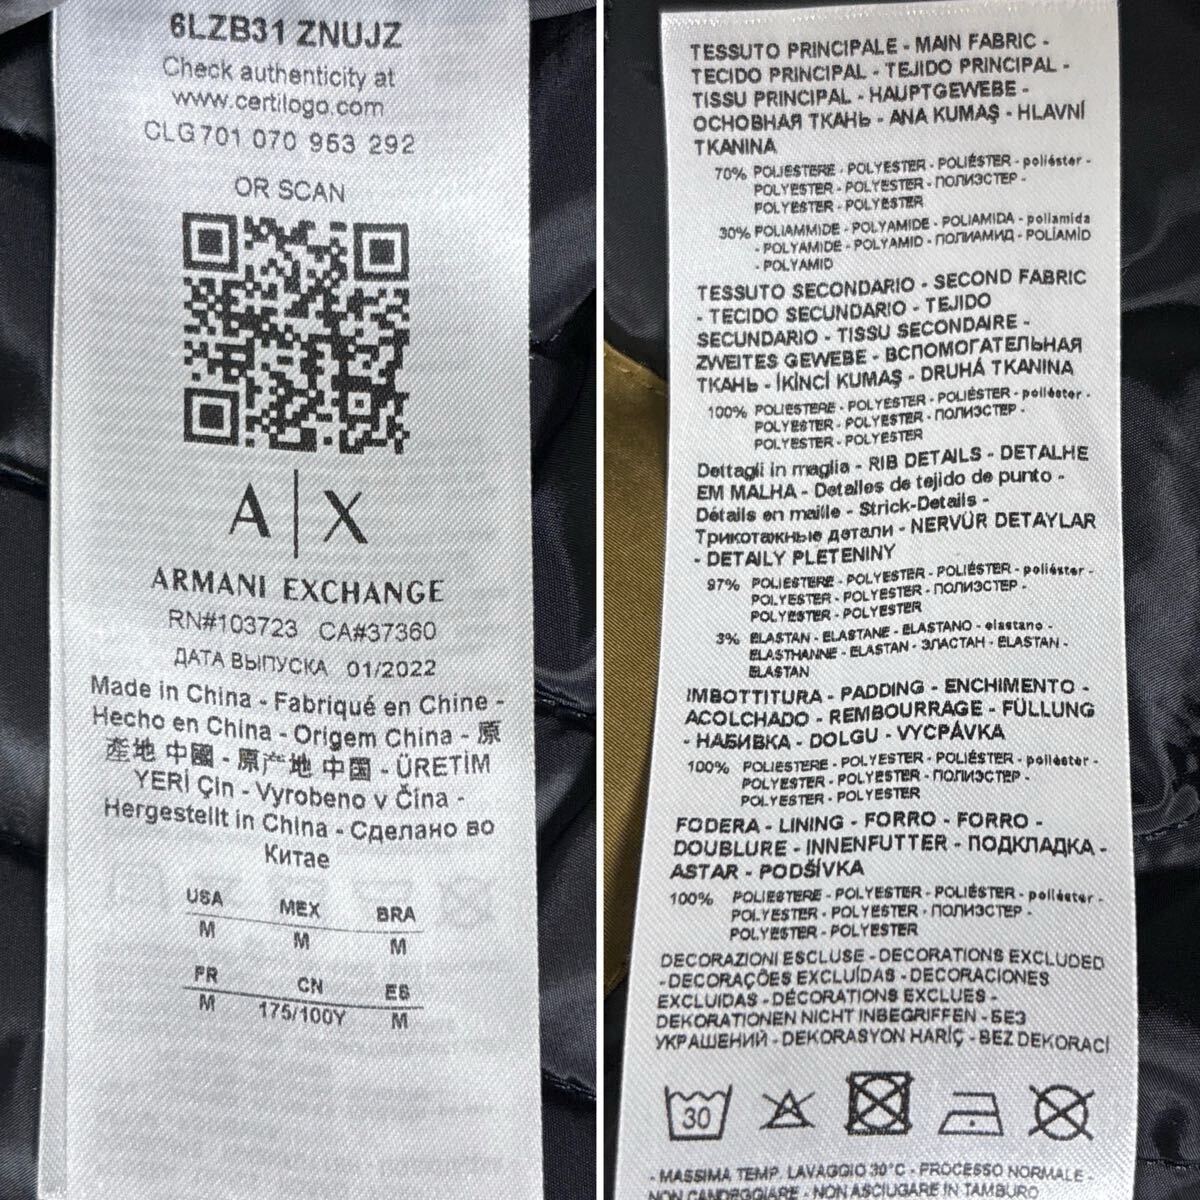 6LZB31 ZNUJZ
Check authenticity at
www.certilogo.com
CLG701 070 953 292
OR SCAN
A|X
ARMANI EXCHANGE
RN#103723 CA#37360
ДАТА ВЫПУСКА 01/2022
Made in China - Fabriqué en Chine -
Hecho en China - Origem China - 原
產地 中國 - 原产地 中国 - ÜRETİM
YERİ Çin - Vyrobeno v Čína -
Hergestellt in China - Сделано во
Китае
USA MEX BRA
M M M
FR CN ES
M 175/100Y M
TESSUTO PRINCIPALE - MAIN FABRIC -
TECIDO PRINCIPAL - TEJIDO PRINCIPAL -
TISSU PRINCIPAL - HAUPTGEWEBE -
ОСНОВНАЯ ТКАНЬ - ANA KUMAŞ - HLAVNÍ
TKANINA
70% POLIESTERE - POLYESTER - POLIÉSTER - poliéster -
POLYESTER - POLYESTER - ПОЛИЭСТЕР -
POLYESTER - POLYESTER
30% POLIAMMIDE - POLYAMIDE - POLIAMIDA - poliamida
- POLYAMIDE - POLYAMID - ПОЛИАМИД - POLİAMİD
- POLYAMID
TESSUTO SECONDARIO - SECOND FABRIC
- TECIDO SECUNDÁRIO - TEJIDO
SECUNDARIO - TISSU SECONDAIRE -
ZWEITES GEWEBE - ВСПОМОГАТЕЛЬНАЯ
ТКАНЬ - İKİNCİ KUMAŞ - DRUHÁ TKANINA
100% POLIESTERE - POLYESTER - POLIÉSTER - poliéster -
POLYESTER - POLYESTER - ПОЛИЭСТЕР -
POLYESTER - POLYESTER
Dettagli in maglia - RIB DETAILS - DETALHE
EM MALHA - Detalles de tejido de punto -
Détails en maille - Strick-Details -
Трикотажные детали - NERVÜR DETAYLAR
- DETAILY PLETENINY
97% POLIESTERE - POLYESTER - POLIÉSTER - poliéster -
POLYESTER - POLYESTER - ПОЛИЭСТЕР -
POLYESTER - POLYESTER
3% ELASTAN - ELASTANE - ELASTANO - elastano -
ELASTHANNE - ELASTAN - ЭЛАСТАН - ELASTAN -
ELASTAN
IMBOTTITURA - PADDING - ENCHIMENTO -
ACOLCHADO - REMBOURRAGE - FÜLLUNG
- НАБИВКА - DOLGU - VYCPÁVKA
100% POLIESTERE - POLYESTER - POLIÉSTER - poliéster -
POLYESTER - POLYESTER - ПОЛИЭСТЕР -
POLYESTER - POLYESTER
FODERA - LINING - FORRO - FORRO -
DOUBLURE - INNENFUTTER - ПОДКЛАДКА -
ASTAR - PODŠÍVKA
100% POLIESTERE - POLYESTER - POLIÉSTER - poliéster -
POLYESTER - POLYESTER - ПОЛИЭСТЕР -
POLYESTER - POLYESTER
DECORAZIONI ESCLUSE - DECORATIONS EXCLUDED
- DECORAÇÕES EXCLUÍDAS - DECORACIONES
EXCLUIDAS - DÉCORATIONS EXCLUES -
DEKORATIONEN NICHT INBEGRIFFEN - БЕЗ
УКРАШЕНИЙ - DEKORASYON HARİÇ - BEZ DEKORACÍ
30
- MASSIMA TEMP. LAVAGGIO 30°C - PROCESSO NORMALE -
NON CANDEGGIARE - NON ASCIUGARE IN TAMBURO